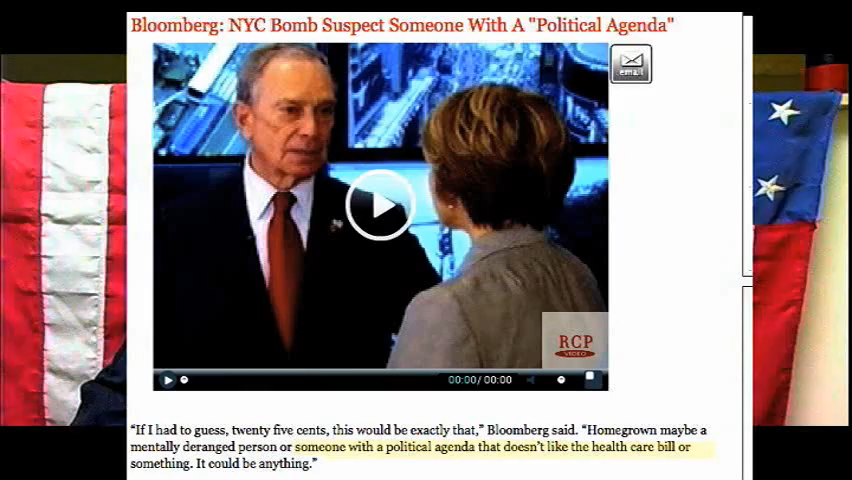 Bloomberg: NYC Bomb Suspect Someone With A "Political Agenda"
email
RCP
VIDEO
00:00/00:00
“If I had to guess, twenty five cents, this would be exactly that,” Bloomberg said. “Homegrown maybe a
mentally deranged person or someone with a political agenda that doesn’t like the health care bill or
something. It could be anything.”